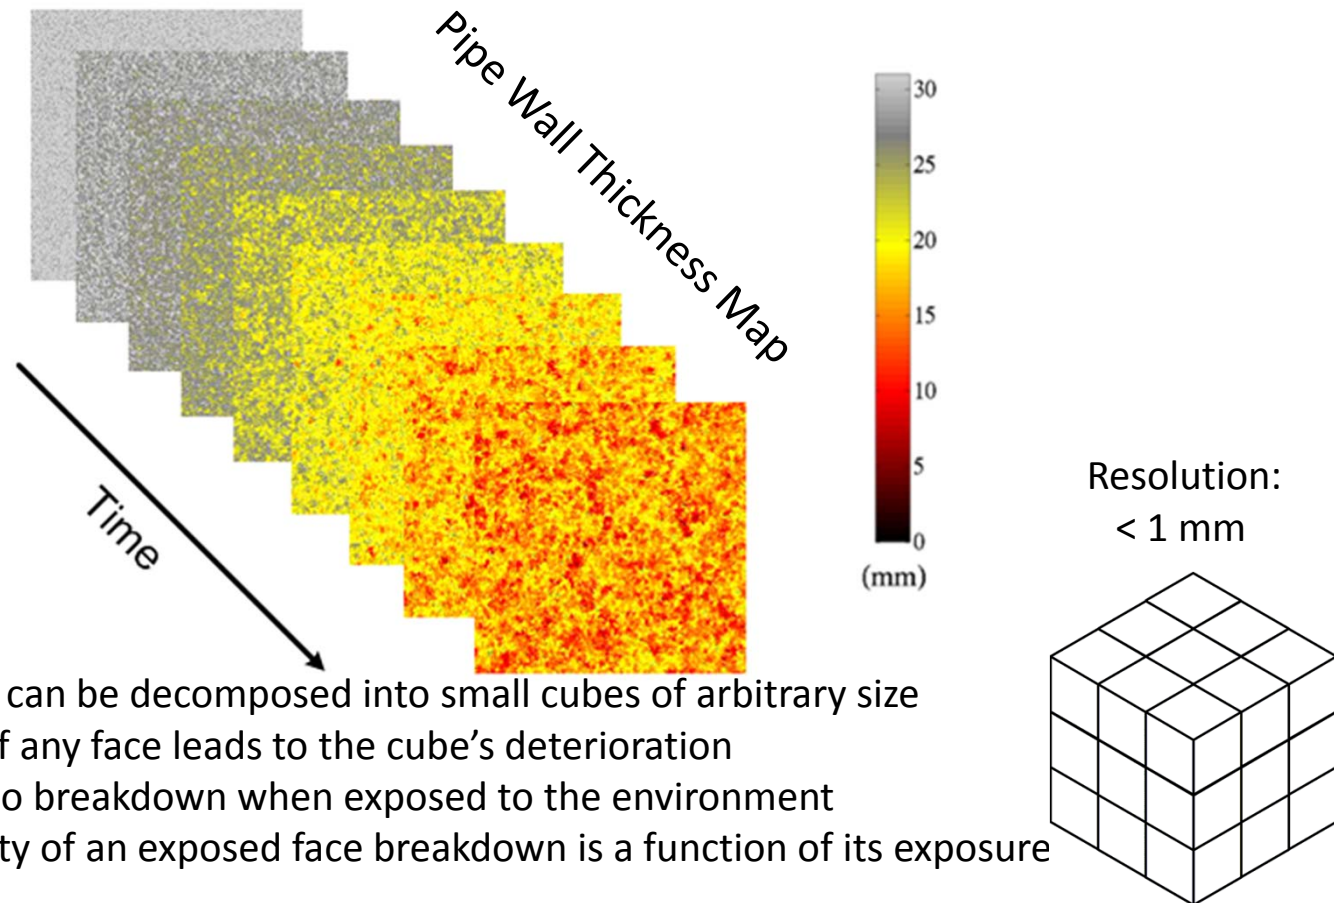 Pipe Wall Thickness Map
30
25
20
15
10
5
0
(mm)
Time
Resolution:
< 1 mm
can be decomposed into small cubes of arbitrary size
f any face leads to the cube’s deterioration
o breakdown when exposed to the environment
ty of an exposed face breakdown is a function of its exposure